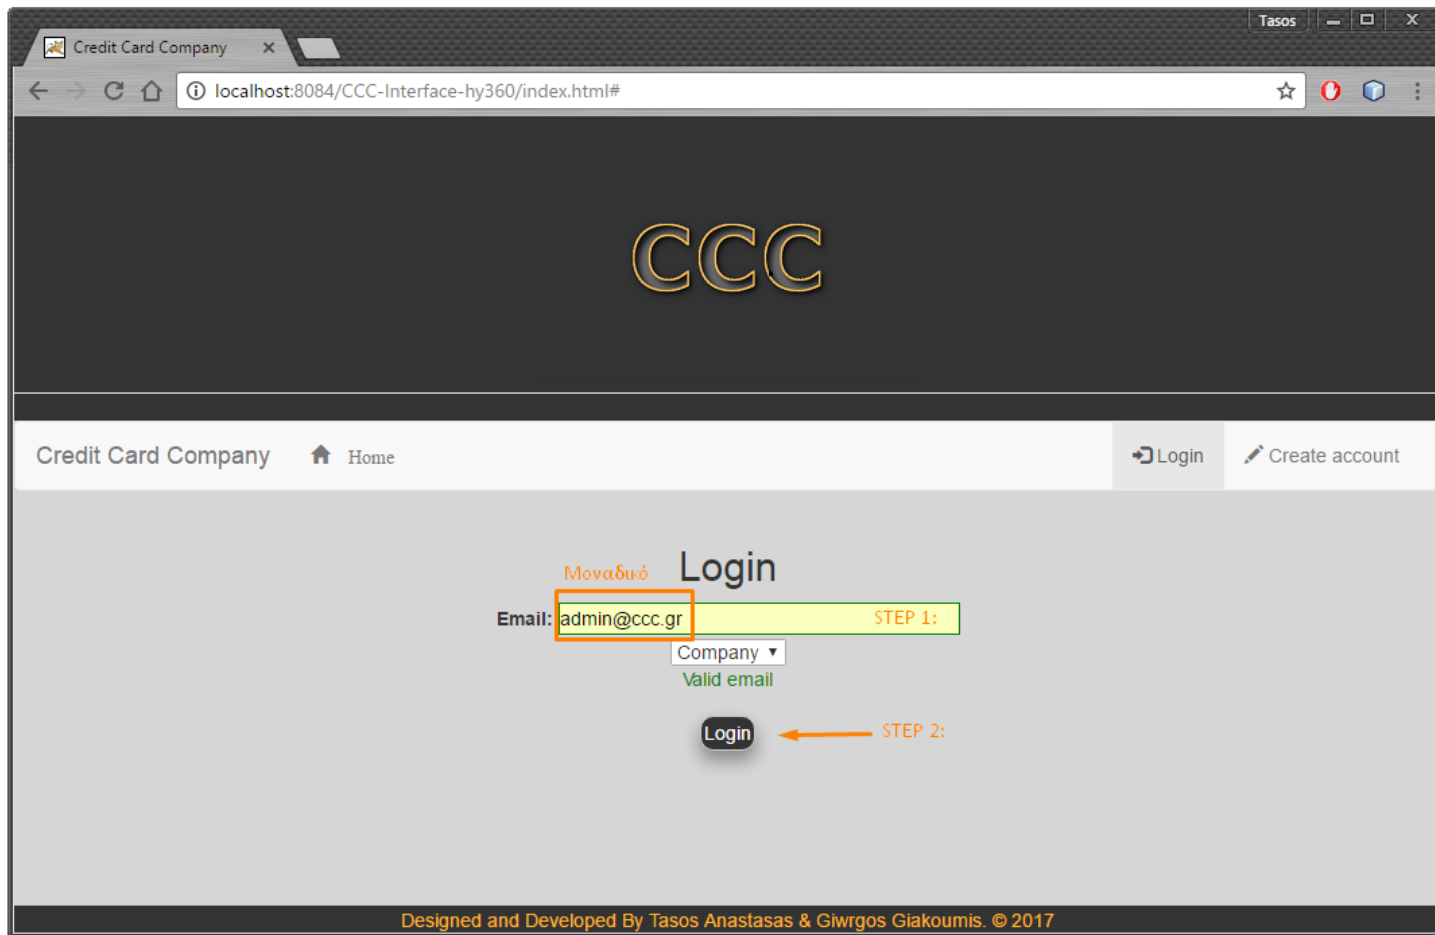 Tasos
Credit Card Company
localhost:8084/CCC-Interface-hy360/index.html#
CCC
Credit Card Company Home Login Create account
Μοναδικό Login
Email: admin@ccc.gr STEP 1:
Company
Valid email
Login STEP 2:
Designed and Developed By Tasos Anastasas & Giwrgos Giakoumis. © 2017